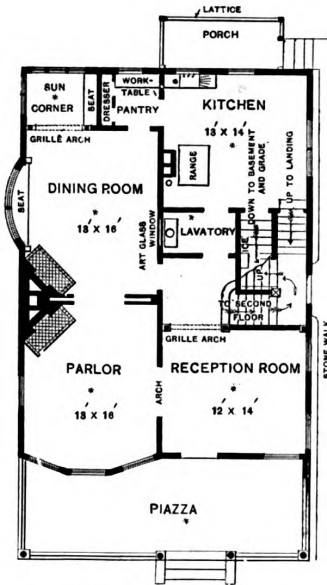 LATTICE
PORCH
SUN
CORNER
SEAT
DRESSER
WORK-
TABLE
PANTRY
KITCHEN
13' X 14'
GRILLE ARCH
RANGE
DOWN TO BASEMENT
AND GRADE
UP TO LANDING
SEAT
DINING ROOM
13' X 16'
ART GLASS
WINDOW
LAVATORY
ICE
UP
TO SECOND
FLOOR
GRILLE ARCH
STONE WALK
PARLOR
13' X 16'
ARCH
RECEPTION ROOM
12' X 14'
PIAZZA